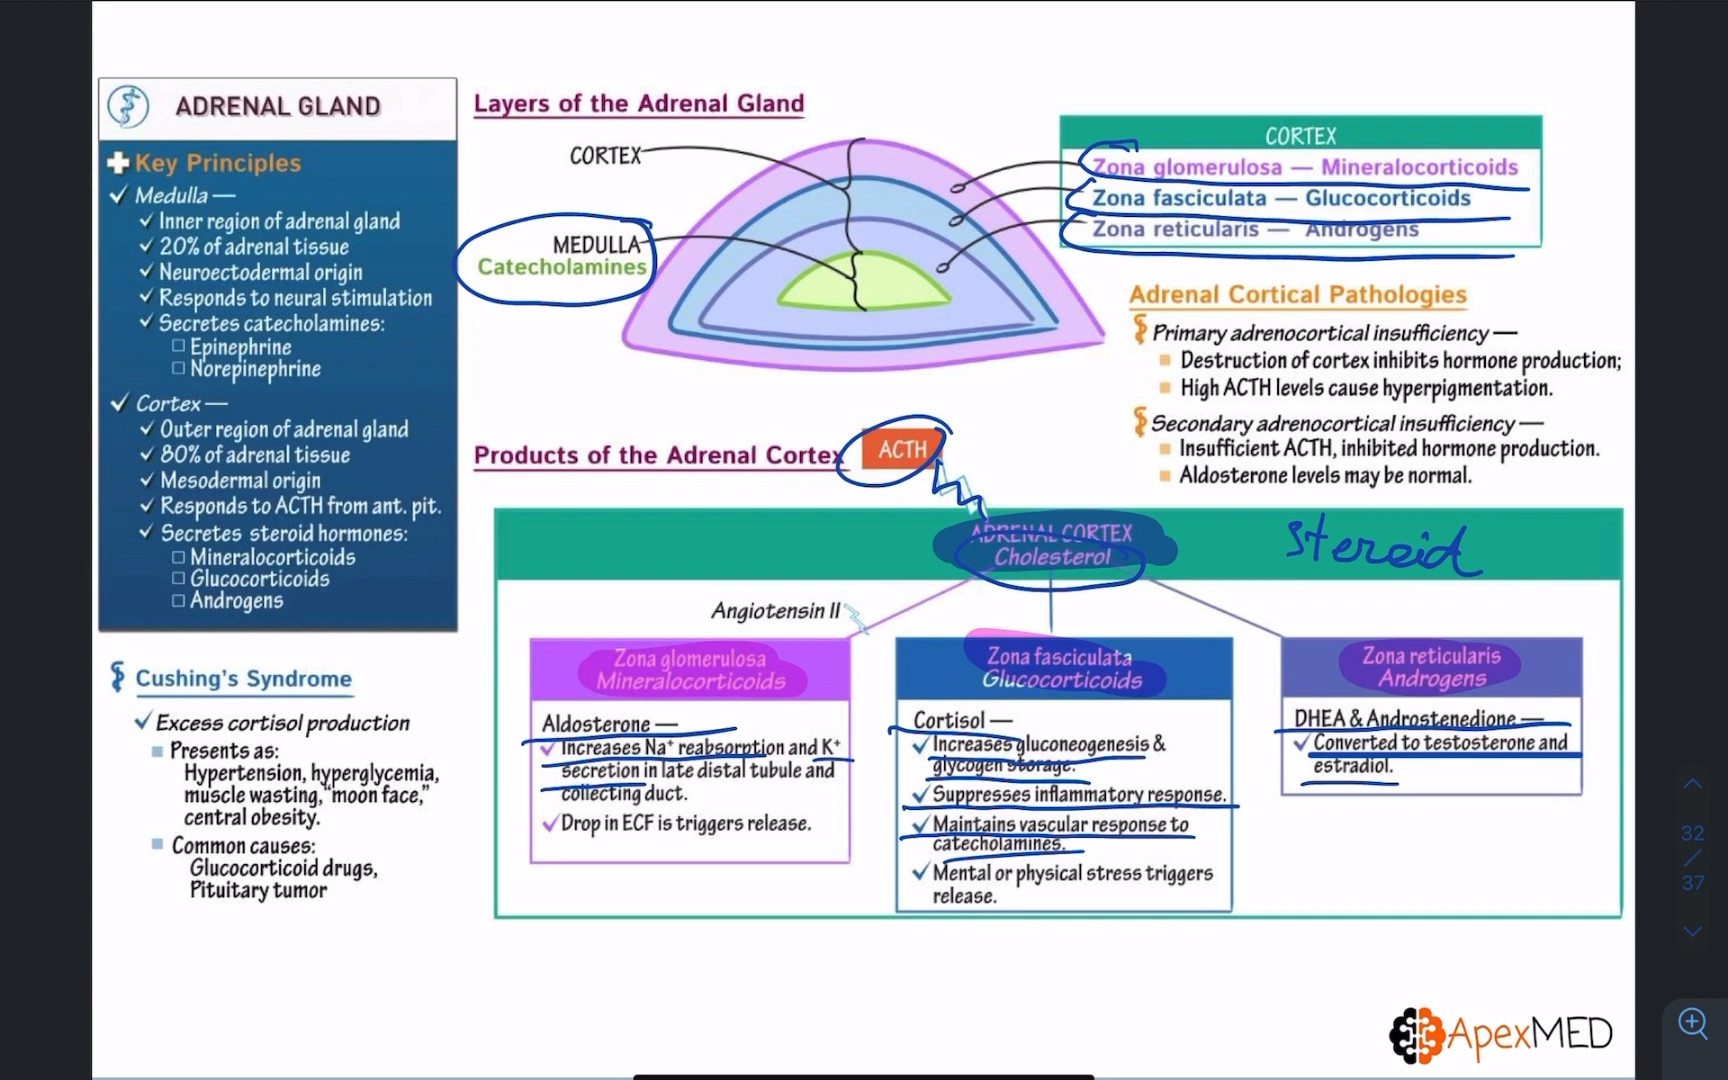 ADRENAL GLAND
Key Principles
Medulla —
Inner region of adrenal gland
20% of adrenal tissue
Neuroectodermal origin
Responds to neural stimulation
Secretes catecholamines:
Epinephrine
Norepinephrine
Cortex —
Outer region of adrenal gland
80% of adrenal tissue
Mesodermal origin
Responds to ACTH from ant. pit.
Secretes steroid hormones:
Mineralocorticoids
Glucocorticoids
Androgens
Cushing's Syndrome
Excess cortisol production
Presents as:
Hypertension, hyperglycemia,
muscle wasting, "moon face,"
central obesity.
Common causes:
Glucocorticoid drugs,
Pituitary tumor
Layers of the Adrenal Gland
CORTEX
MEDULLA
Catecholamines
CORTEX
Zona glomerulosa — Mineralocorticoids
Zona fasciculata — Glucocorticoids
Zona reticularis — Androgens
Adrenal Cortical Pathologies
Primary adrenocortical insufficiency —
Destruction of cortex inhibits hormone production;
High ACTH levels cause hyperpigmentation.
Secondary adrenocortical insufficiency —
Insufficient ACTH, inhibited hormone production.
Aldosterone levels may be normal.
Products of the Adrenal Cortex
ACTH
ADRENAL CORTEX
Cholesterol
steroid
Angiotensin II
Zona glomerulosa
Mineralocorticoids
Aldosterone —
Increases Na⁺ reabsorption and K⁺
secretion in late distal tubule and
collecting duct.
Drop in ECF is triggers release.
Zona fasciculata
Glucocorticoids
Cortisol —
Increases gluconeogenesis &
glycogen storage.
Suppresses inflammatory response.
Maintains vascular response to
catecholamines.
Mental or physical stress triggers
release.
Zona reticularis
Androgens
DHEA & Androstenedione —
Converted to testosterone and
estradiol.
32
/
37
ApexMED